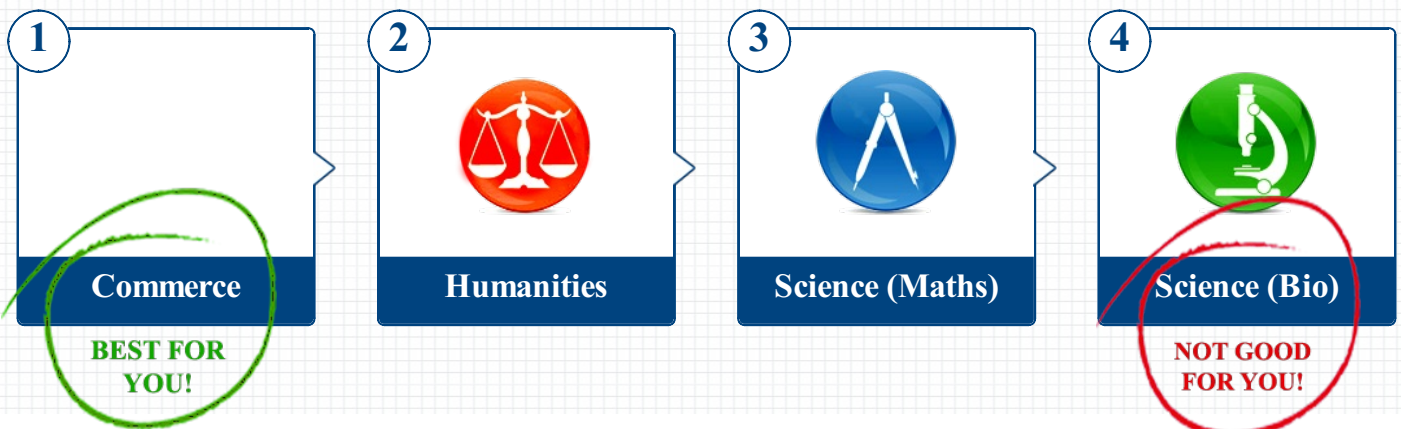 1
2
3
4
Commerce
Humanities
Science (Maths)
Science (Bio)
BEST FOR
YOU!
NOT GOOD
FOR YOU!